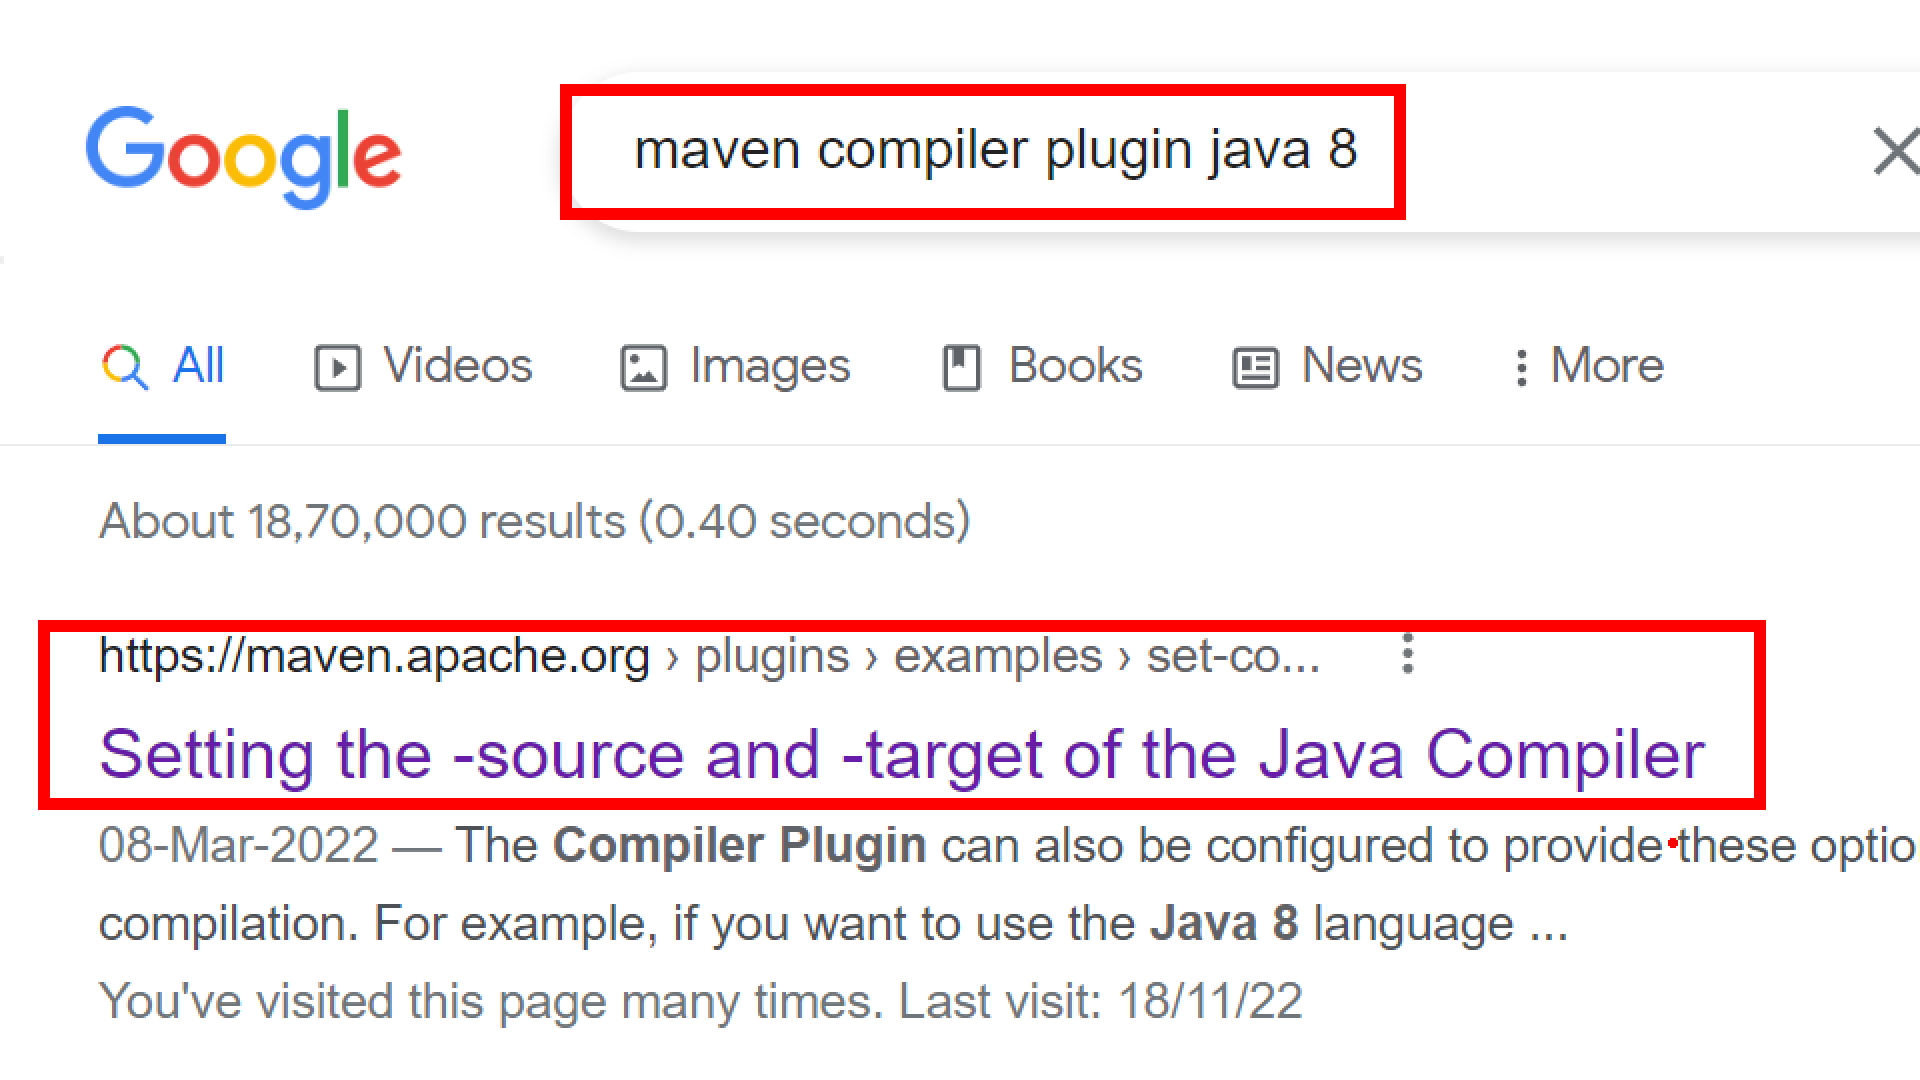 Google
maven compiler plugin java 8
All Videos Images Books News More
About 18,70,000 results (0.40 seconds)
https://maven.apache.org › plugins › examples › set-co...
Setting the -source and -target of the Java Compiler
08-Mar-2022 — The Compiler Plugin can also be configured to provide these optio
compilation. For example, if you want to use the Java 8 language ...
You've visited this page many times. Last visit: 18/11/22